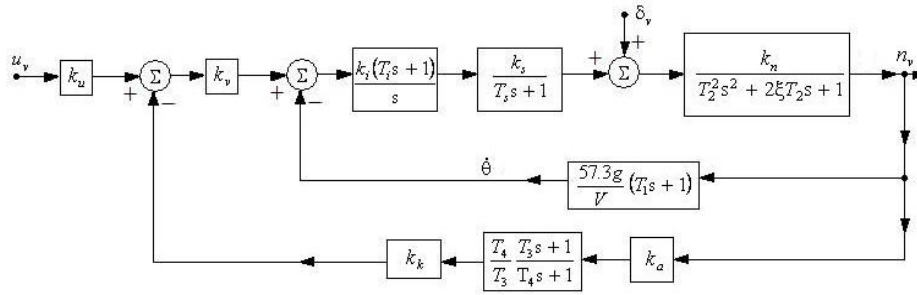 δ_v
u_v
k_u
+
−
Σ
k_v
+
−
Σ
k_i(T_i s + 1)
s
k_s
T_s s + 1
+
+
Σ
k_n
T_2^2 s^2 + 2ξT_2 s + 1
n_v
θ̇
57.3g
V
(T_1 s + 1)
k_k
T_4
T_3
T_3 s + 1
T_4 s + 1
k_a